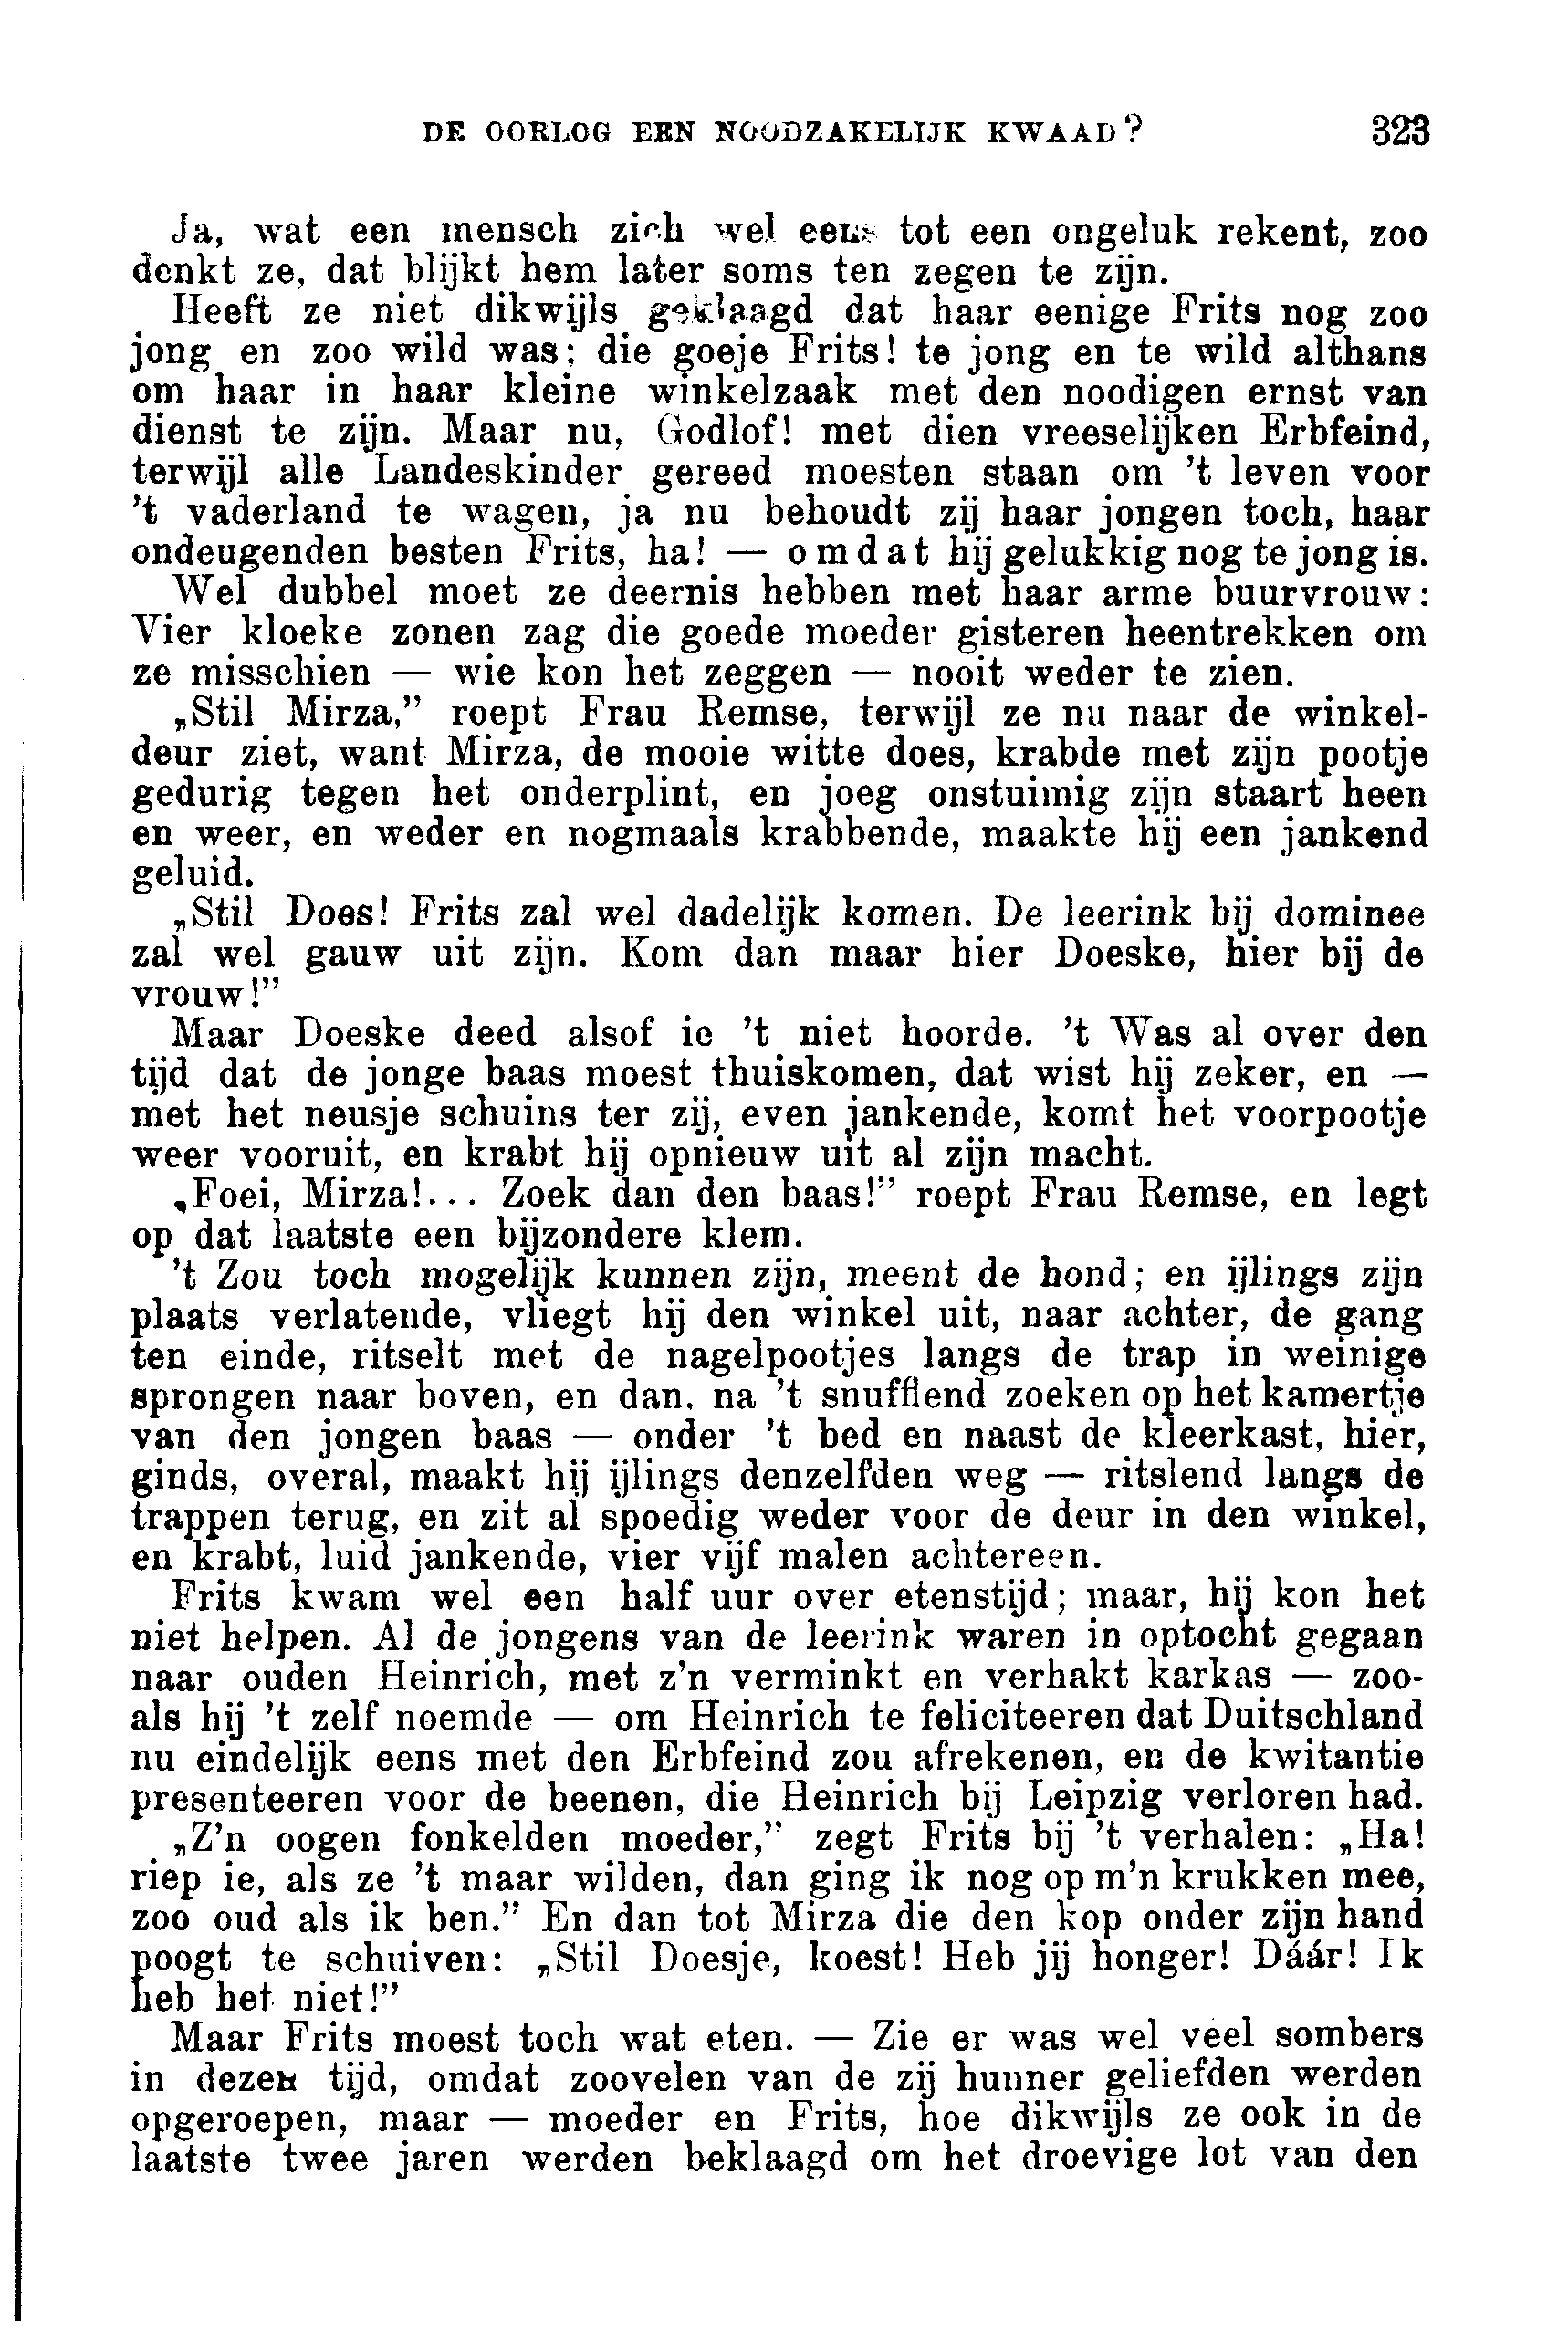 DE OORLOG EEN NOODZAKELIJK KWAAD? 323
Ja, wat een mensch zich wel eens tot een ongeluk rekent, zoo
denkt ze, dat blijkt hem later soms ten zegen te zijn.
Heeft ze niet dikwijls geklaagd dat haar eenige Frits nog zoo
jong en zoo wild was; die goeje Frits! te jong en te wild althans
om haar in haar kleine winkelzaak met den noodigen ernst van
dienst te zijn. Maar nu, Godlof! met dien vreeselijken Erbfeind,
terwijl alle Landeskinder gereed moesten staan om 't leven voor
't vaderland te wagen, ja nu behoudt zij haar jongen toch, haar
ondeugenden besten Frits, ha! — omdat hij gelukkig nog te jong is.
Wel dubbel moet ze deernis hebben met haar arme buurvrouw:
Vier kloeke zonen zag die goede moeder gisteren heentrekken om
ze misschien — wie kon het zeggen — nooit weder te zien.
„Stil Mirza,” roept Frau Remse, terwijl ze nu naar de winkel-
deur ziet, want Mirza, de mooie witte does, krabde met zijn pootje
gedurig tegen het onderplint, en joeg onstuimig zijn staart heen
en weer, en weder en nogmaals krabbende, maakte hij een jankend
geluid.
„Stil Does! Frits zal wel dadelijk komen. De leerink bij dominee
zal wel gauw uit zijn. Kom dan maar hier Doeske, hier bij de
vrouw!”
Maar Doeske deed alsof ie 't niet hoorde. 't Was al over den
tijd dat de jonge baas moest thuiskomen, dat wist hij zeker, en —
met het neusje schuins ter zij, even jankende, komt het voorpootje
weer vooruit, en krabt hij opnieuw uit al zijn macht.
„Foei, Mirza!... Zoek dan den baas!” roept Frau Remse, en legt
op dat laatste een bijzondere klem.
't Zou toch mogelijk kunnen zijn, meent de hond; en ijlings zijn
plaats verlatende, vliegt hij den winkel uit, naar achter, de gang
ten einde, ritselt met de nagelpootjes langs de trap in weinige
sprongen naar boven, en dan, na 't snufflend zoeken op het kamertje
van den jongen baas — onder 't bed en naast de kleerkast, hier,
ginds, overal, maakt hij ijlings denzelfden weg — ritslend langs de
trappen terug, en zit al spoedig weder voor de deur in den winkel,
en krabt, luid jankende, vier vijf malen achtereen.
Frits kwam wel een half uur over etenstijd; maar, hij kon het
niet helpen. Al de jongens van de leerink waren in optocht gegaan
naar ouden Heinrich, met z'n verminkt en verhakt karkas — zoo-
als hij 't zelf noemde — om Heinrich te feliciteeren dat Duitschland
nu eindelijk eens met den Erbfeind zou afrekenen, en de kwitantie
presenteeren voor de beenen, die Heinrich bij Leipzig verloren had.
„Z'n oogen fonkelden moeder,” zegt Frits bij 't verhalen: „Ha!
riep ie, als ze 't maar wilden, dan ging ik nog op m'n krukken mee,
zoo oud als ik ben.” En dan tot Mirza die den kop onder zijn hand
poogt te schuiven: „Stil Doesje, koest! Heb jij honger! Dáár! Ik
heb het niet!”
Maar Frits moest toch wat eten. — Zie er was wel veel sombers
in dezen tijd, omdat zoovelen van de zij hunner geliefden werden
opgeroepen, maar — moeder en Frits, hoe dikwijls ze ook in de
laatste twee jaren werden beklaagd om het droevige lot van den